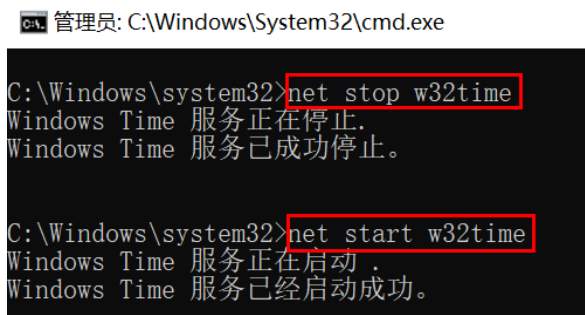 管理员: C:\Windows\System32\cmd.exe
C:\Windows\system32>net stop w32time
Windows Time 服务正在停止.
Windows Time 服务已成功停止。
C:\Windows\system32>net start w32time
Windows Time 服务正在启动 .
Windows Time 服务已经启动成功。